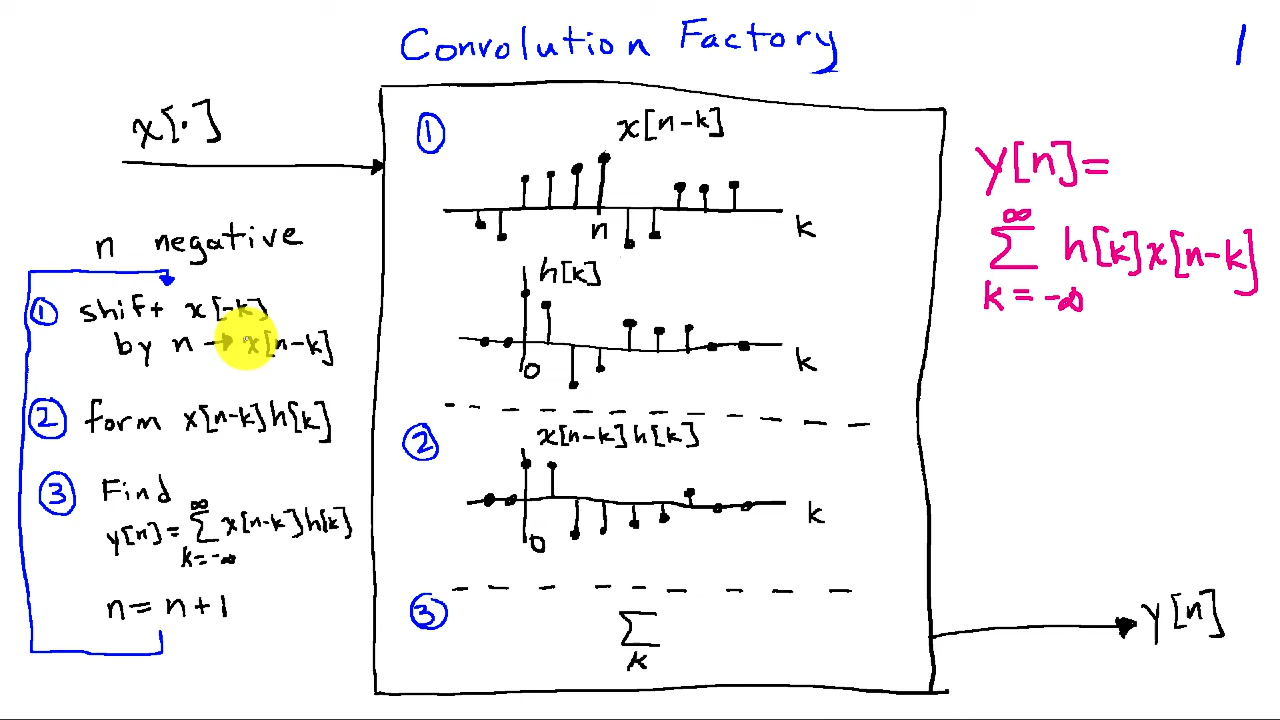 Convolution Factory
1
x[·]
n negative
① shift x[-k]
by n → x[n-k]
② form x[n-k]h[k]
③ Find
y[n] = ∞∑k=-∞ x[n-k]h[k]
n = n + 1
①
x[n-k]
n
k
h[k]
0
k
②
x[n-k]h[k]
0
k
③
∑
k
y[n] =
∞
∑ h[k]x[n-k]
k = -∞
y[n]